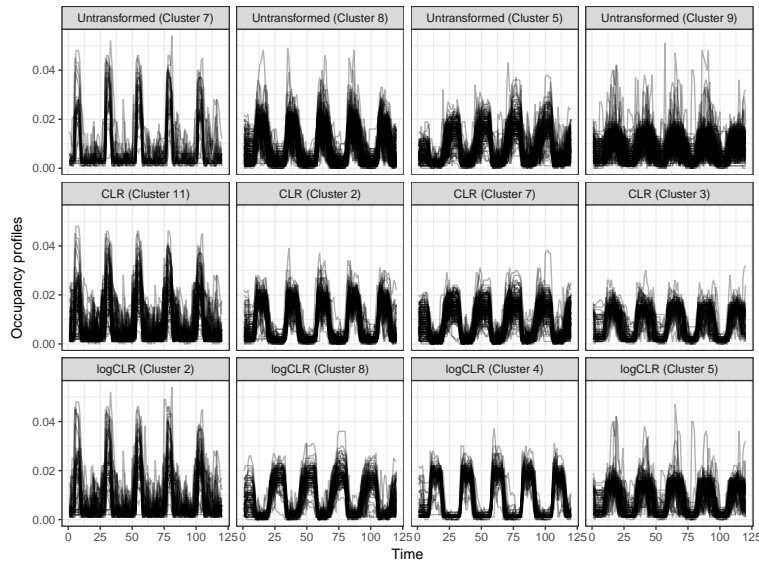 Untransformed (Cluster 7) Untransformed (Cluster 8) Untransformed (Cluster 5) Untransformed (Cluster 9)
0.04
0.02
0.00
CLR (Cluster 11) CLR (Cluster 2) CLR (Cluster 7) CLR (Cluster 3)
0.04
0.02
0.00
logCLR (Cluster 2) logCLR (Cluster 8) logCLR (Cluster 4) logCLR (Cluster 5)
0.04
0.02
0.00
0 25 50 75 100 125 0 25 50 75 100 125 0 25 50 75 100 125 0 25 50 75 100 125
Time
Occupancy profiles